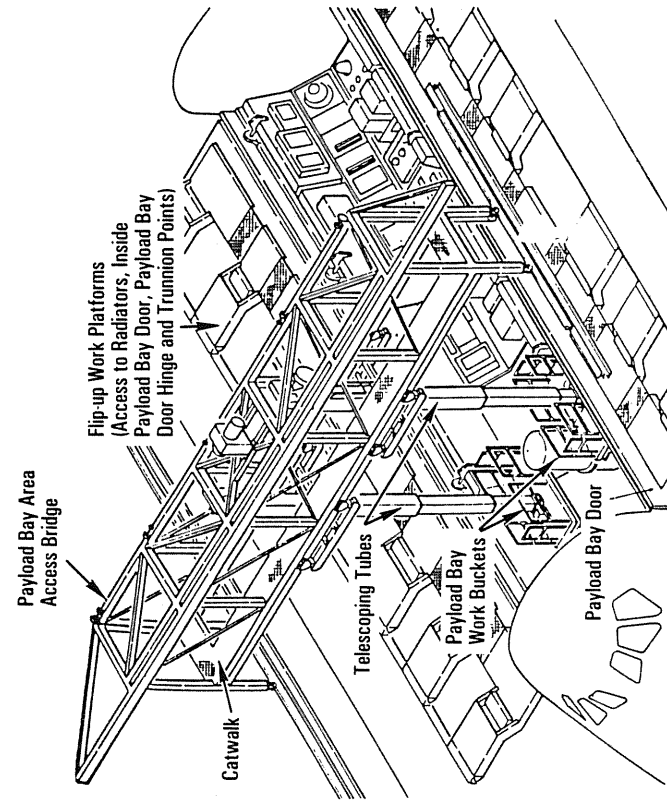 Payload Bay Area
Access Bridge
Flip-up Work Platforms
(Access to Radiators, Inside
Payload Bay Door, Payload Bay
Door Hinge and Trunnion Points)
Catwalk
Telescoping Tubes
Payload Bay
Work Buckets
Payload Bay Door